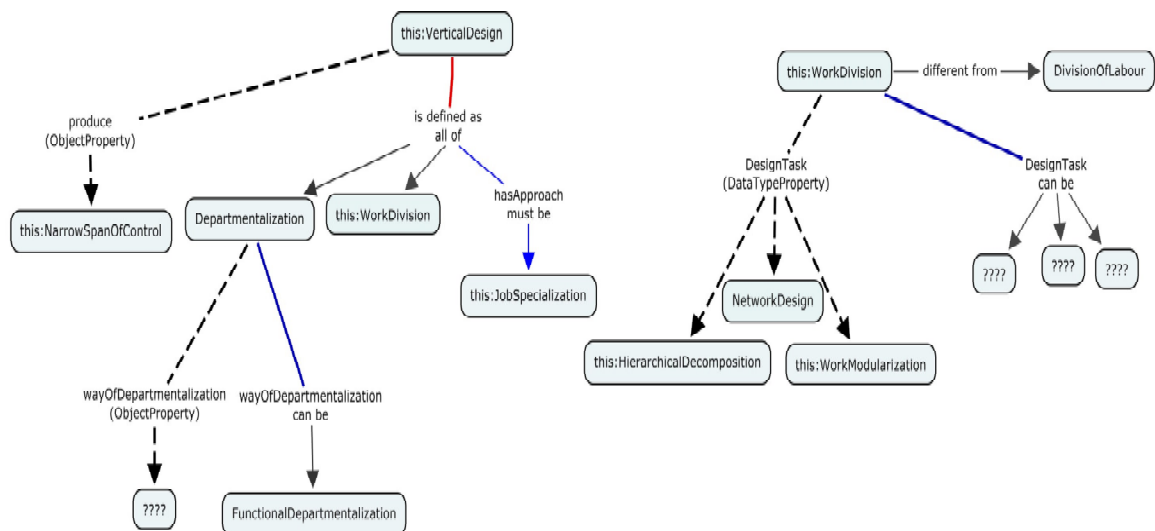 this:VerticalDesign
produce
(ObjectProperty)
is defined as
all of
this:NarrowSpanOfControl
Departmentalization
this:WorkDivision
hasApproach
must be
this:JobSpecialization
wayOfDepartmentalization
(ObjectProperty)
wayOfDepartmentalization
can be
????
FunctionalDepartmentalization
this:WorkDivision
different from
DivisionOfLabour
DesignTask
(DataTypeProperty)
DesignTask
can be
????
????
????
NetworkDesign
this:HierarchicalDecomposition
this:WorkModularization